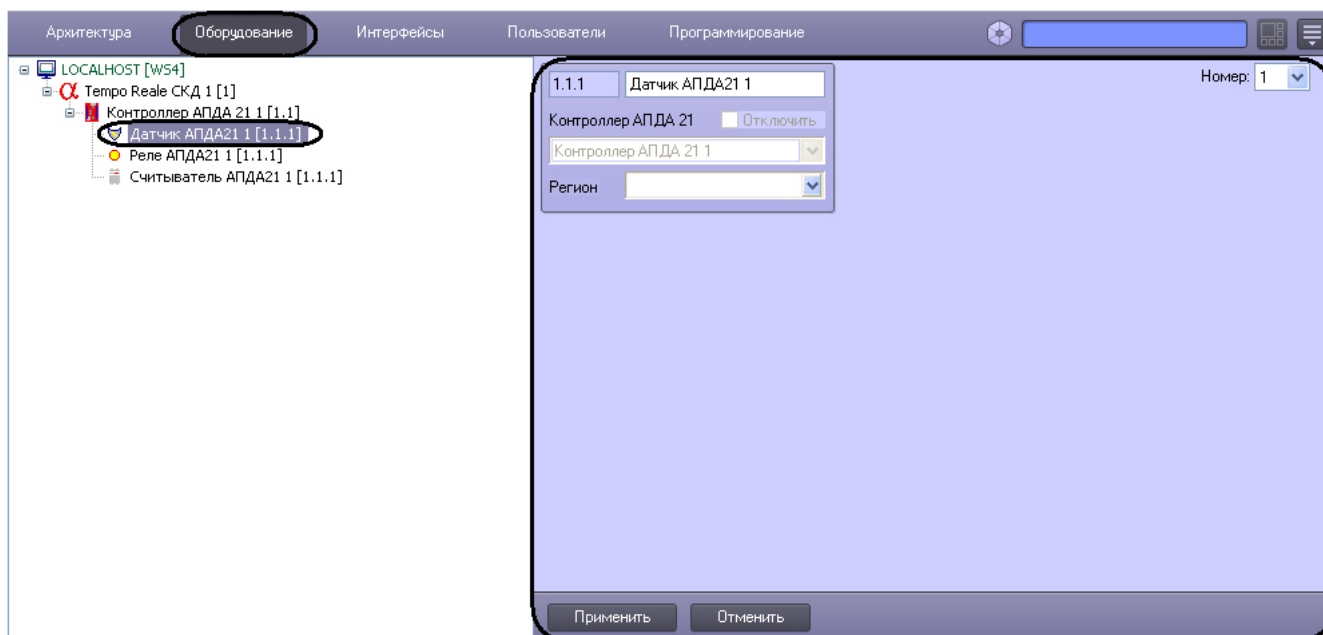 Архитектура Оборудование Интерфейсы Пользователи Программирование
LOCALHOST [WS4]
Tempo Reale СКД 1 [1]
Контроллер АПДА 21 1 [1.1]
Датчик АПДА21 1 [1.1.1]
Реле АПДА21 1 [1.1.1]
Считыватель АПДА21 1 [1.1.1]
1.1.1 Датчик АПДА21 1 Номер: 1
Контроллер АПДА 21 Отключить
Контроллер АПДА 21 1
Регион
Применить Отменить